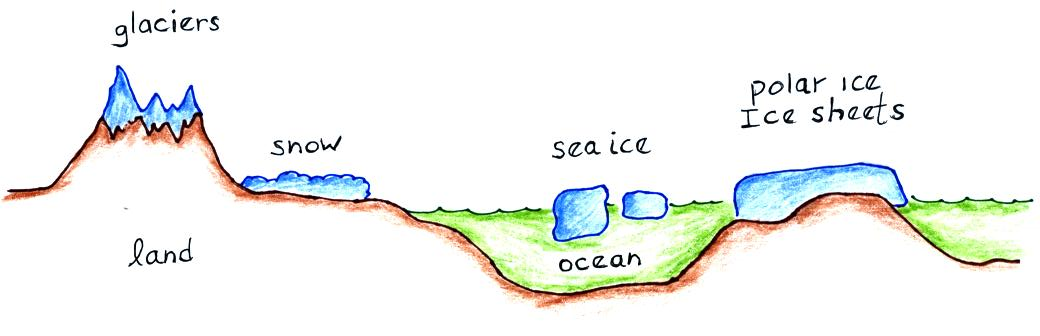 glaciers
snow
sea ice
polar ice
Ice sheets
land
ocean